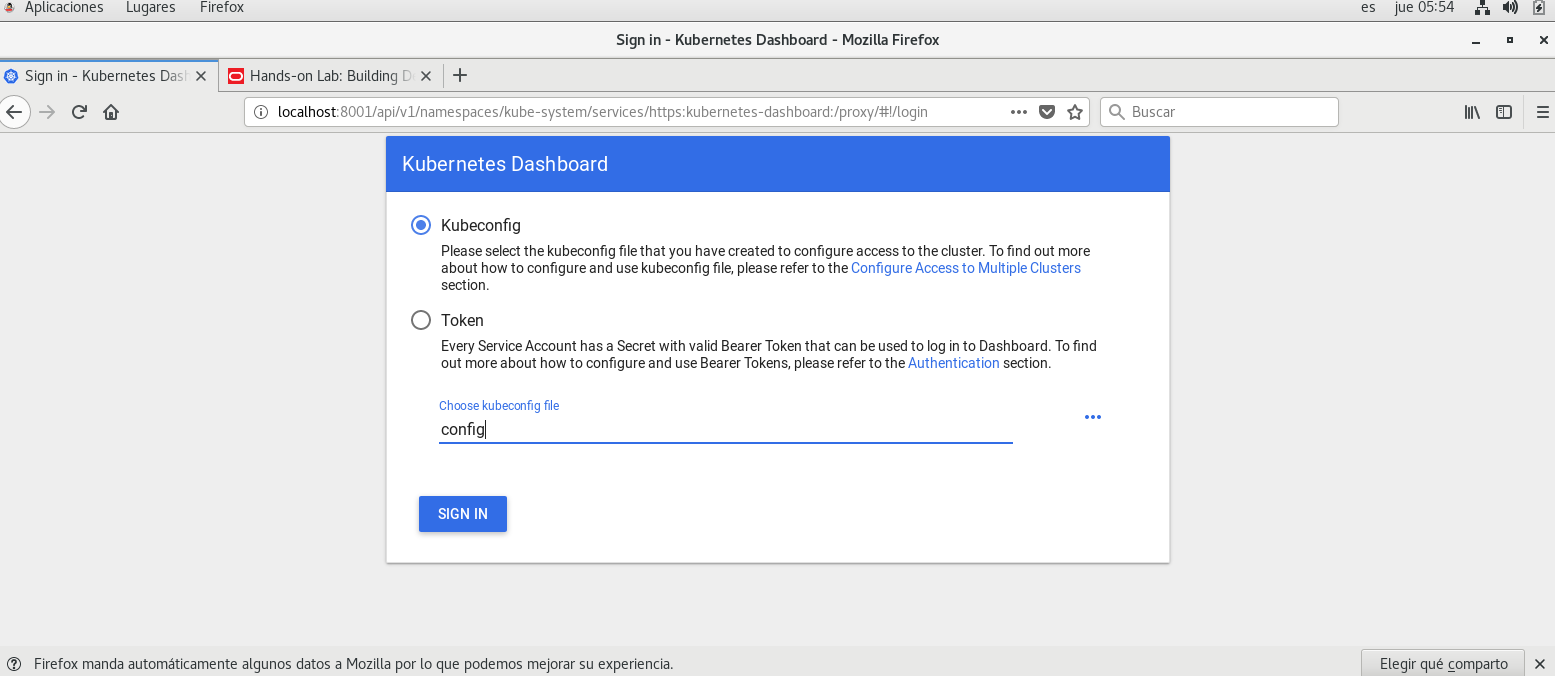 Aplicaciones Lugares Firefox es jue 05:54
Sign in - Kubernetes Dashboard - Mozilla Firefox
Sign in - Kubernetes Dash Hands-on Lab: Building D
localhost:8001/api/v1/namespaces/kube-system/services/https:kubernetes-dashboard:/proxy/#!/login Buscar
Kubernetes Dashboard
Kubeconfig
Please select the kubeconfig file that you have created to configure access to the cluster. To find out more
about how to configure and use kubeconfig file, please refer to the Configure Access to Multiple Clusters
section.
Token
Every Service Account has a Secret with valid Bearer Token that can be used to log in to Dashboard. To find
out more about how to configure and use Bearer Tokens, please refer to the Authentication section.
Choose kubeconfig file
config
SIGN IN
Firefox manda automáticamente algunos datos a Mozilla por lo que podemos mejorar su experiencia. Elegir qué comparto